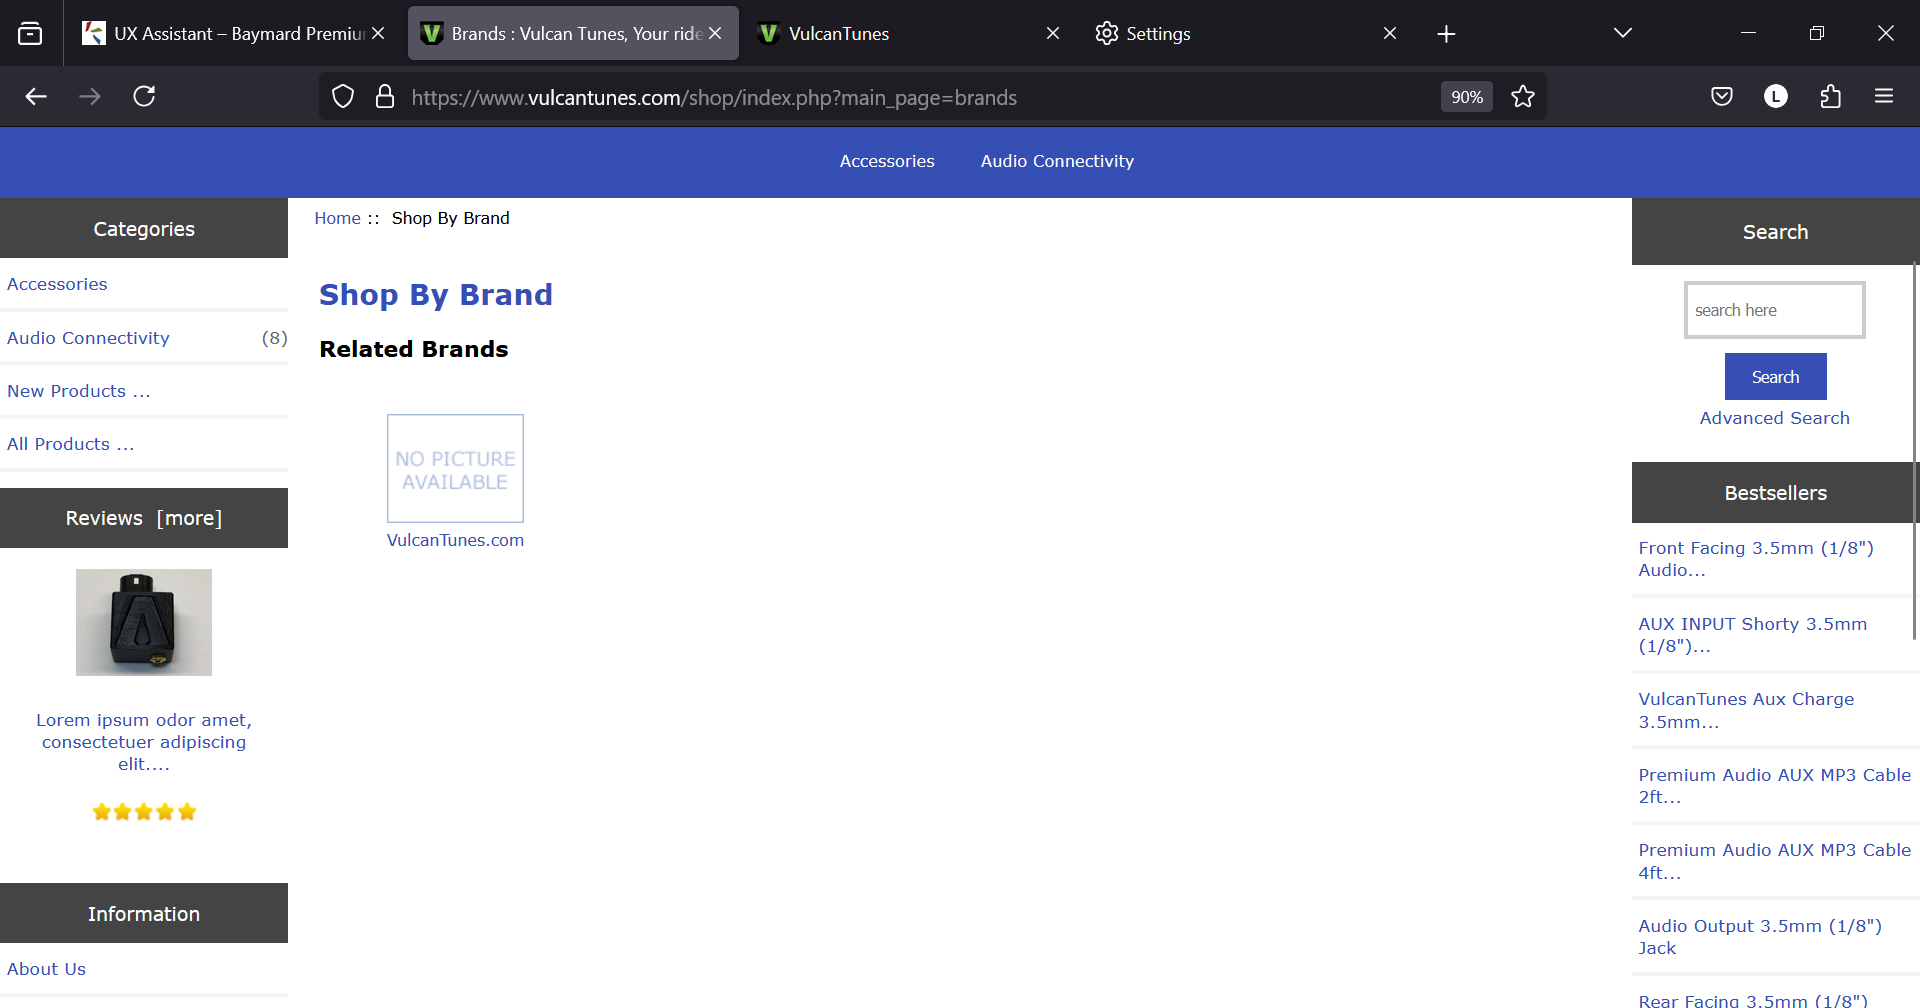 UX Assistant – Baymard Premiu
Brands : Vulcan Tunes, Your ride
VulcanTunes
Settings
https://www.vulcantunes.com/shop/index.php?main_page=brands
90%
L
Accessories
Audio Connectivity
Categories
Accessories
Audio Connectivity (8)
New Products ...
All Products ...
Reviews [more]
Lorem ipsum odor amet,
consectetuer adipiscing
elit....
Information
About Us
Home :: Shop By Brand
Shop By Brand
Related Brands
NO PICTURE
AVAILABLE
VulcanTunes.com
Search
search here
Search
Advanced Search
Bestsellers
Front Facing 3.5mm (1/8")
Audio...
AUX INPUT Shorty 3.5mm
(1/8")...
VulcanTunes Aux Charge
3.5mm...
Premium Audio AUX MP3 Cable
2ft...
Premium Audio AUX MP3 Cable
4ft...
Audio Output 3.5mm (1/8")
Jack
Rear Facing 3.5mm (1/8")